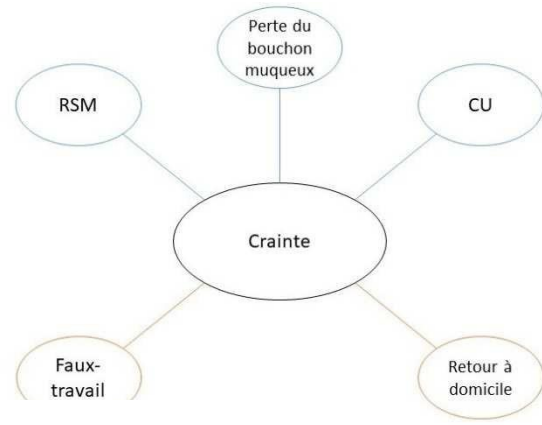 Perte du
bouchon
muqueux
RSM
CU
Crainte
Faux-
travail
Retour à
domicile